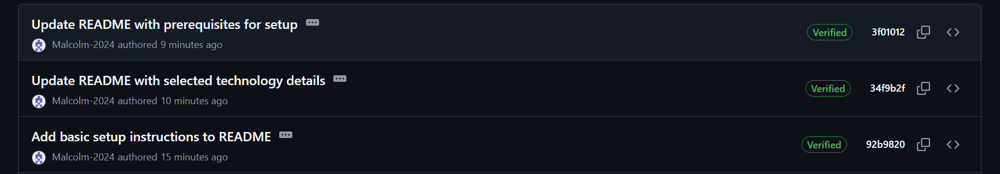 Update README with prerequisites for setup
Malcolm-2024 authored 9 minutes ago
Verified
3f01012
Update README with selected technology details
Malcolm-2024 authored 10 minutes ago
Verified
34f9b2f
Add basic setup instructions to README
Malcolm-2024 authored 15 minutes ago
Verified
92b9820